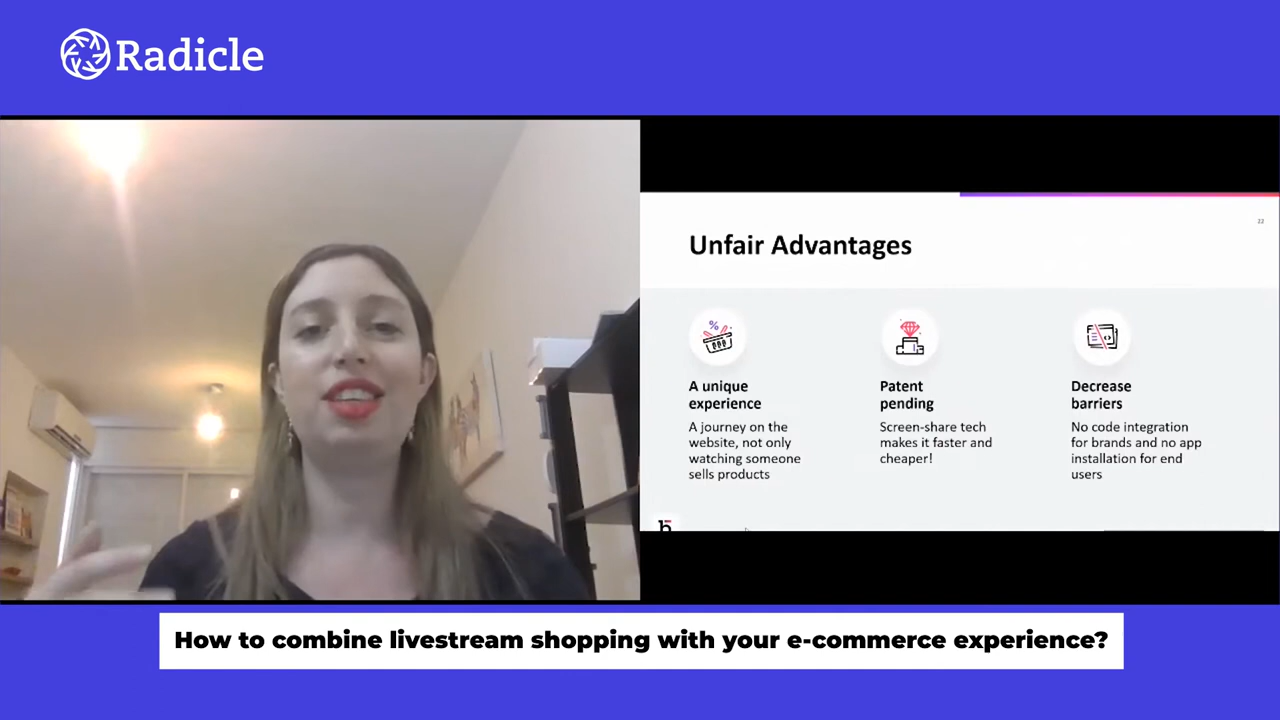 Radicle
22
Unfair Advantages
A unique
experience
A journey on the
website, not only
watching someone
sells products
Patent
pending
Screen-share tech
makes it faster and
cheaper!
Decrease
barriers
No code integration
for brands and no app
installation for end
users
How to combine livestream shopping with your e-commerce experience?